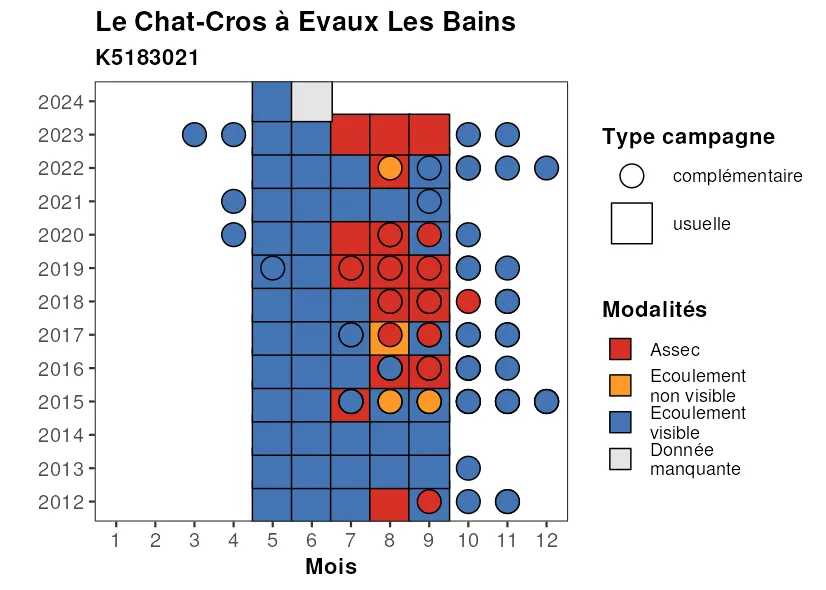 Le Chat-Cros à Evaux Les Bains
K5183021
2024
2023
2022
2021
2020
2019
2018
2017
2016
2015
2014
2013
2012
1 2 3 4 5 6 7 8 9 10 11 12
Mois
Type campagne
complémentaire
usuelle
Modalités
Assec
Ecoulement
non visible
Ecoulement
visible
Donnée
manquante